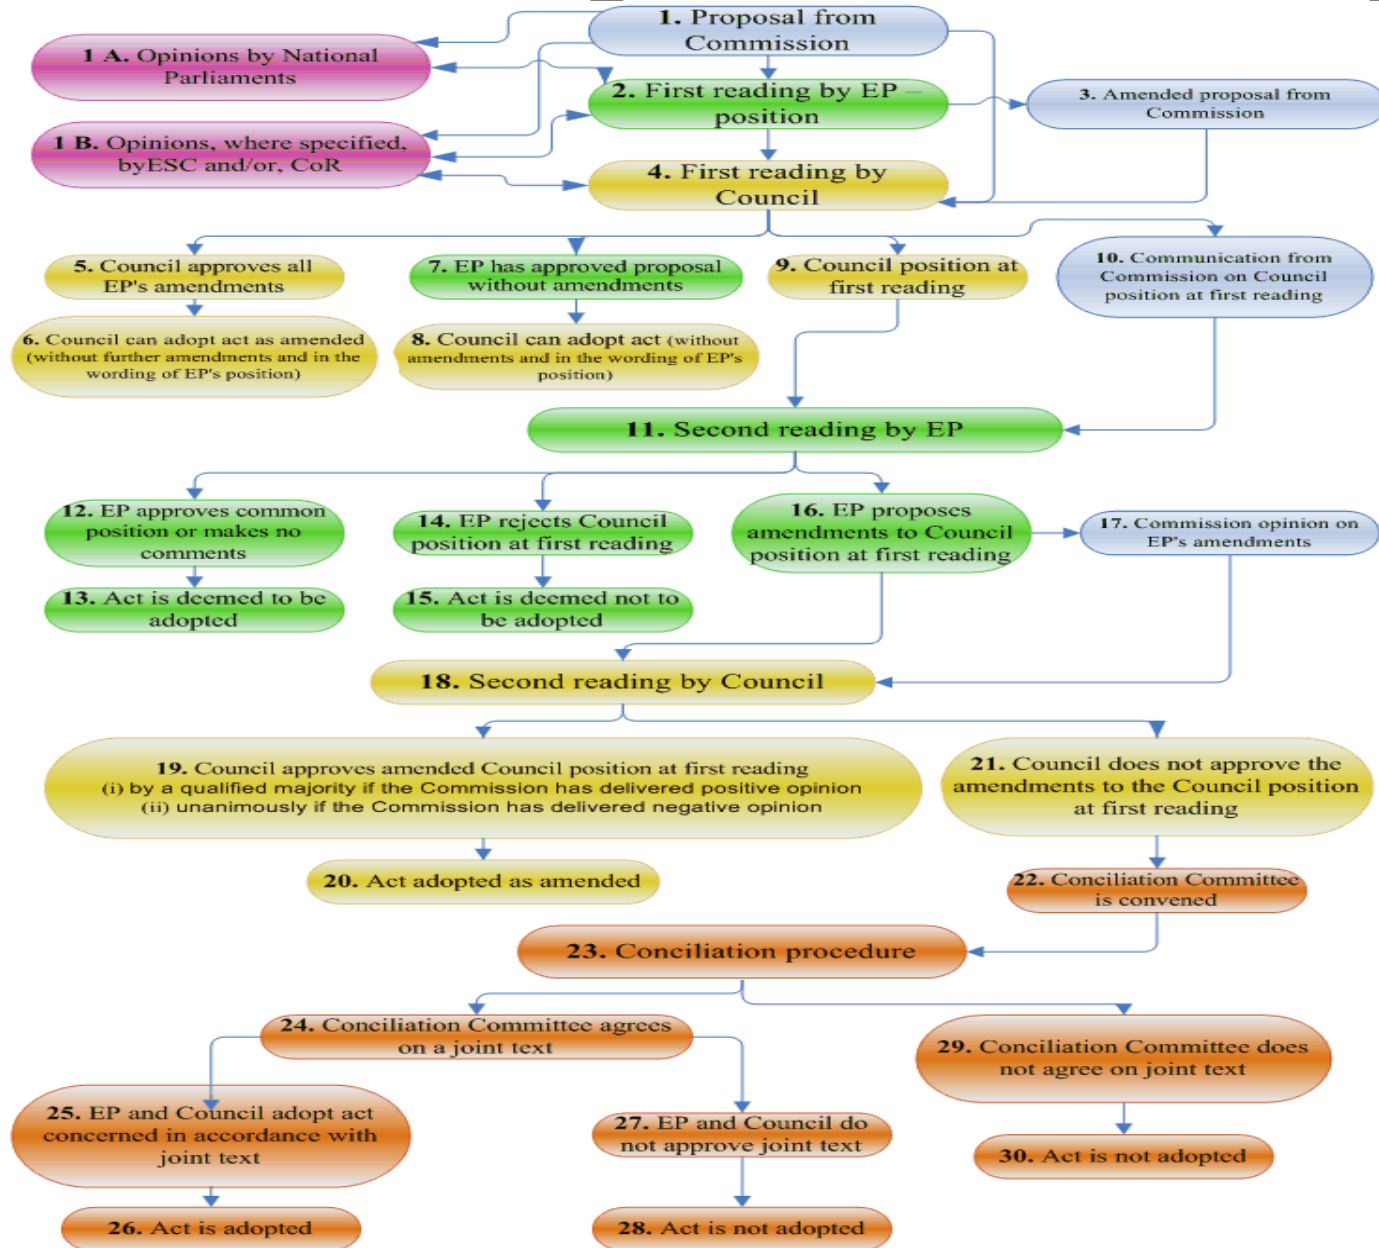 1. Proposal from
Commission
1 A. Opinions by National
Parliaments
2. First reading by EP –
position
3. Amended proposal from
Commission
1 B. Opinions, where specified,
byESC and/or, CoR
4. First reading by
Council
5. Council approves all
EP's amendments
7. EP has approved proposal
without amendments
9. Council position at
first reading
10. Communication from
Commission on Council
position at first reading
6. Council can adopt act as amended
(without further amendments and in the
wording of EP's position)
8. Council can adopt act (without
amendments and in the wording of EP's
position)
11. Second reading by EP
12. EP approves common
position or makes no
comments
14. EP rejects Council
position at first reading
16. EP proposes
amendments to Council
position at first reading
17. Commission opinion on
EP's amendments
13. Act is deemed to be
adopted
15. Act is deemed not to
be adopted
18. Second reading by Council
19. Council approves amended Council position at first reading
(i) by a qualified majority if the Commission has delivered positive opinion
(ii) unanimously if the Commission has delivered negative opinion
21. Council does not approve the
amendments to the Council position
at first reading
20. Act adopted as amended
22. Conciliation Committee
is convened
23. Conciliation procedure
24. Conciliation Committee agrees
on a joint text
29. Conciliation Committee does
not agree on joint text
25. EP and Council adopt act
concerned in accordance with
joint text
27. EP and Council do
not approve joint text
30. Act is not adopted
26. Act is adopted
28. Act is not adopted